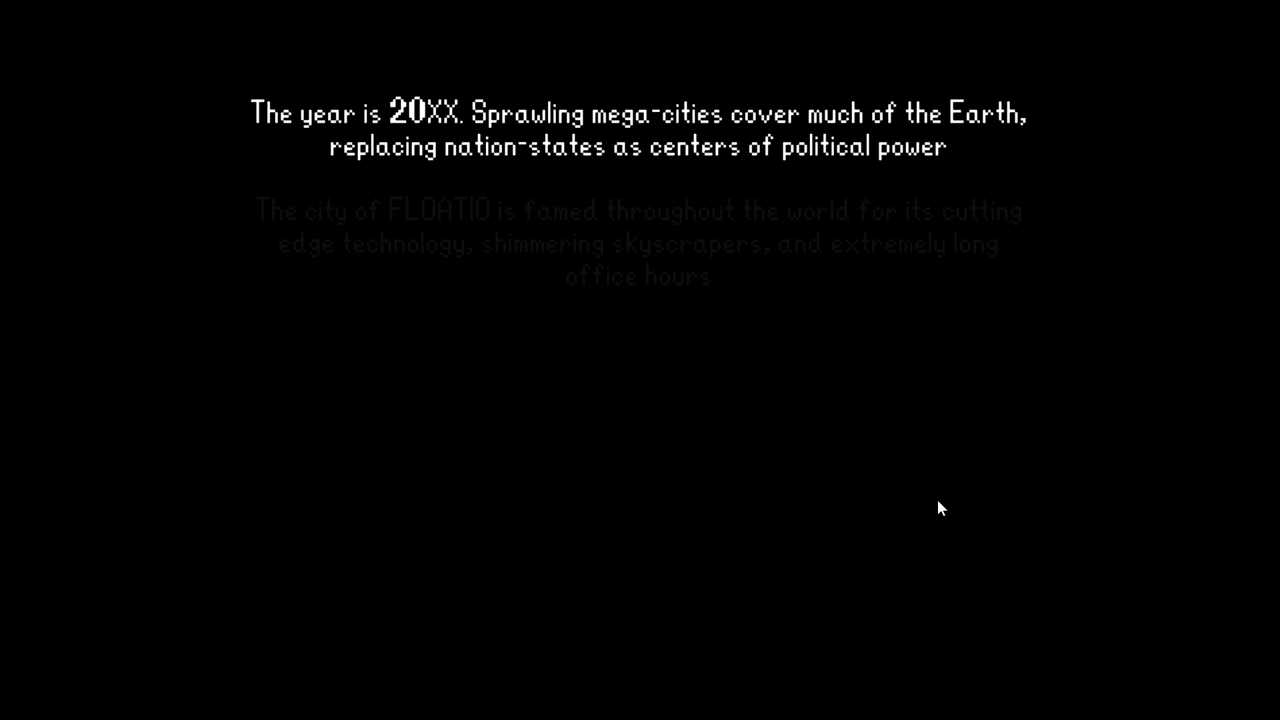 The year is 20XX. Sprawling mega-cities cover much of the Earth,
replacing nation-states as centers of political power
The city of FLOATIO is famed throughout the world for its cutting
edge technology, shimmering skyscrapers, and extremely long
office hours